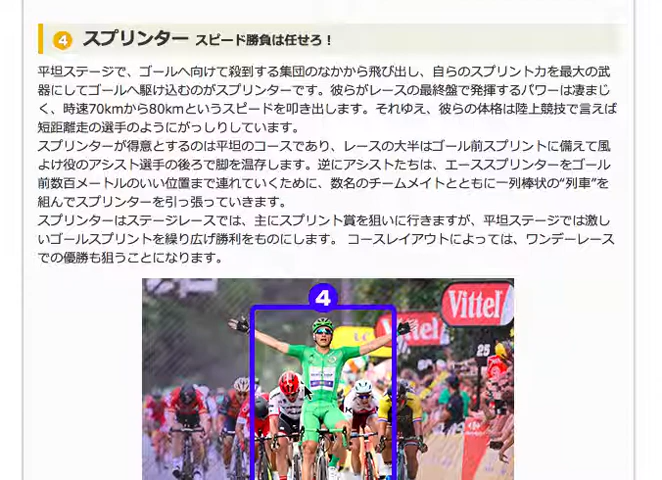 4 スプリンター スピード勝負は任せろ！
平坦ステージで、ゴールへ向けて殺到する集団のなかから飛び出し、自らのスプリント力を最大の武
器にしてゴールへ駆け込むのがスプリンターです。彼らがレースの最終盤で発揮するパワーは凄まじ
く、時速70kmから80kmというスピードを叩き出します。それゆえ、彼らの体格は陸上競技で言えば
短距離走の選手のようにがっしりしています。
スプリンターが得意とするのは平坦のコースであり、レースの大半はゴール前スプリントに備えて風
よけ役のアシスト選手の後ろで脚を温存します。逆にアシストたちは、エーススプリンターをゴール
前数百メートルのいい位置まで連れていくために、数名のチームメイトとともに一列棒状の“列車”を
組んでスプリンターを引っ張っていきます。
スプリンターはステージレースでは、主にスプリント賞を狙いに行きますが、平坦ステージでは激し
いゴールスプリントを繰り広げ勝利をものにします。 コースレイアウトによっては、ワンデーレース
での優勝も狙うことになります。
4
Vittel
Vittel
25